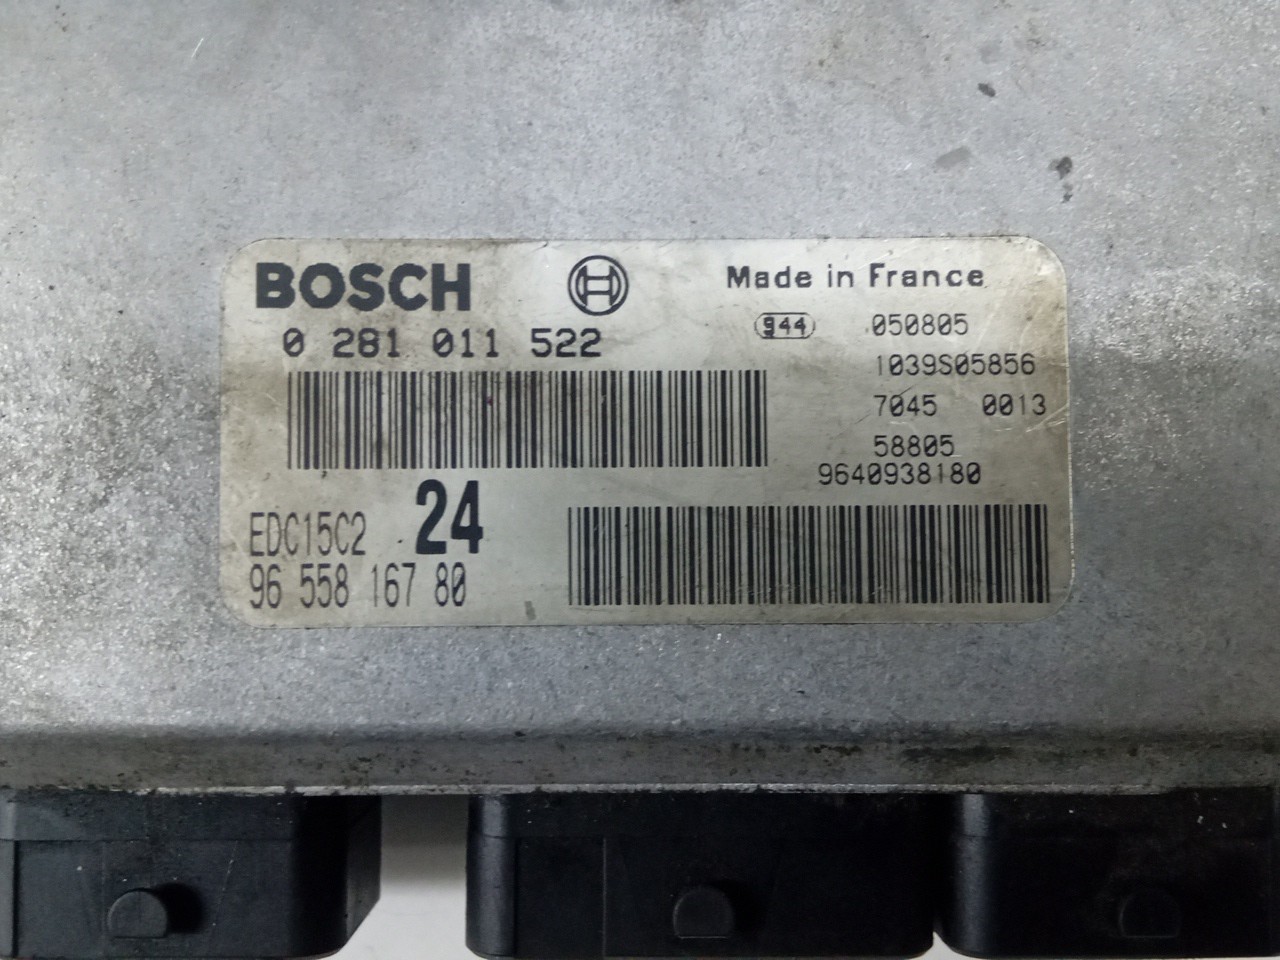 BOSCH
0 281 011 522
Made in France
944
050805
1039S05856
7045 0013
58805
9640938180
EDC15C2 24
96 558 167 80